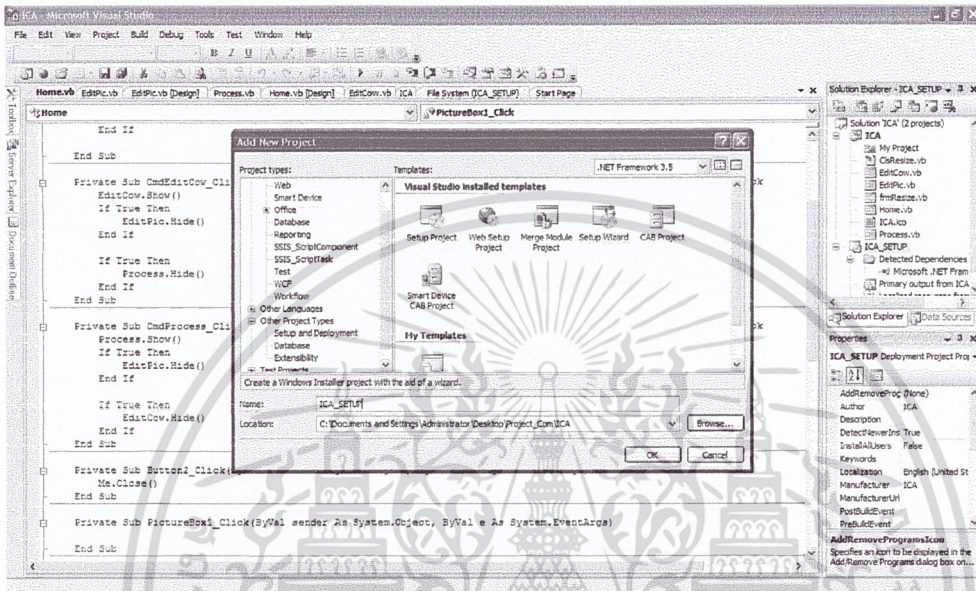 ICA - Microsoft Visual Studio
File Edit View Project Build Debug Tools Test Window Help
Home.vb EditPic.vb EditPic.vb [Design] Process.vb Home.vb [Design] EditCow.vb ICA File System (ICA_SETUP) Start Page
Home
PictureBox1_Click
Toolbox
Server Explorer
Document Outline
End If
End Sub
Private Sub CmdEditCow_Cli
EditCow.Show()
If True Then
EditPic.Hide()
End If
If True Then
Process.Hide()
End If
End Sub
Private Sub CmdProcess_Cli
Process.Show()
If True Then
EditPic.Hide()
End If
If True Then
EditCow.Hide()
End If
End Sub
Private Sub Button2_Click(
Me.Close()
End Sub
Private Sub PictureBox1_Click(ByVal sender As System.Object, ByVal e As System.EventArgs)
End Sub
Add New Project
Project types:
Web
Smart Device
Office
Database
Reporting
SSIS_ScriptComponent
SSIS_ScriptTask
Test
WCF
Workflow
Other Languages
Other Project Types
Setup and Deployment
Database
Extensibility
Test Projects
Templates:
.NET Framework 3.5
Visual Studio installed templates
Setup Project
Web Setup Project
Merge Module Project
Setup Wizard
CAB Project
Smart Device CAB Project
My Templates
Create a Windows Installer project with the aid of a wizard.
Name:
ICA_SETUP
Location:
C:\Documents and Settings\Administrator\Desktop\Project_Com\ICA
Browse...
OK
Cancel
Solution Explorer - ICA_SETUP
Solution 'ICA' (2 projects)
ICA
My Project
ClsResize.vb
EditCow.vb
EditPic.vb
frmResize.vb
Home.vb
ICA.ico
Process.vb
ICA_SETUP
Detected Dependencies
Microsoft .NET Fram
Primary output from ICA
Solution Explorer
Data Sources
Properties
ICA_SETUP Deployment Project Prop
AddRemoveProg (None)
Author ICA
Description
DetectNewerIns True
InstallAllUsers False
Keywords
Localization English (United St
Manufacturer ICA
ManufacturerUrl
PostBuildEvent
PreBuildEvent
AddRemoveProgramsIcon
Specifies an icon to be displayed in the
Add/Remove Programs dialog box on...